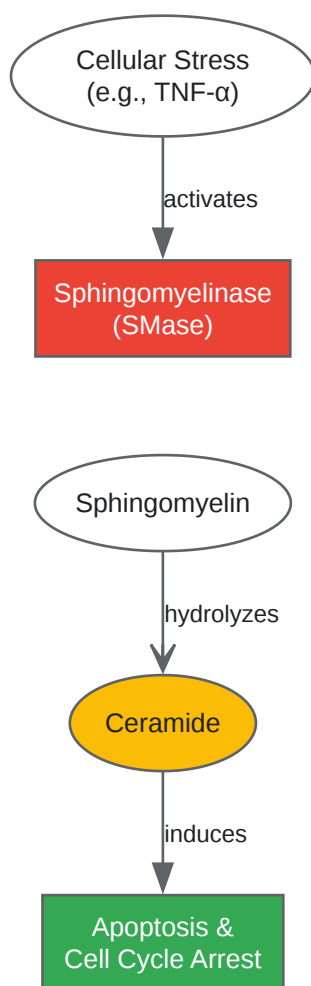 Cellular Stress
(e.g., TNF-α)
activates
Sphingomyelinase
(SMase)
Sphingomyelin
hydrolyzes
Ceramide
induces
Apoptosis &
Cell Cycle Arrest